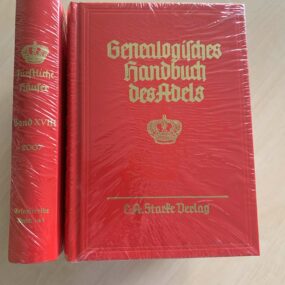 Fürstliche
Häuser
Band XVIII
2007
Genealogisches
Handbuch
des Adels
C.A. Starke Verlag